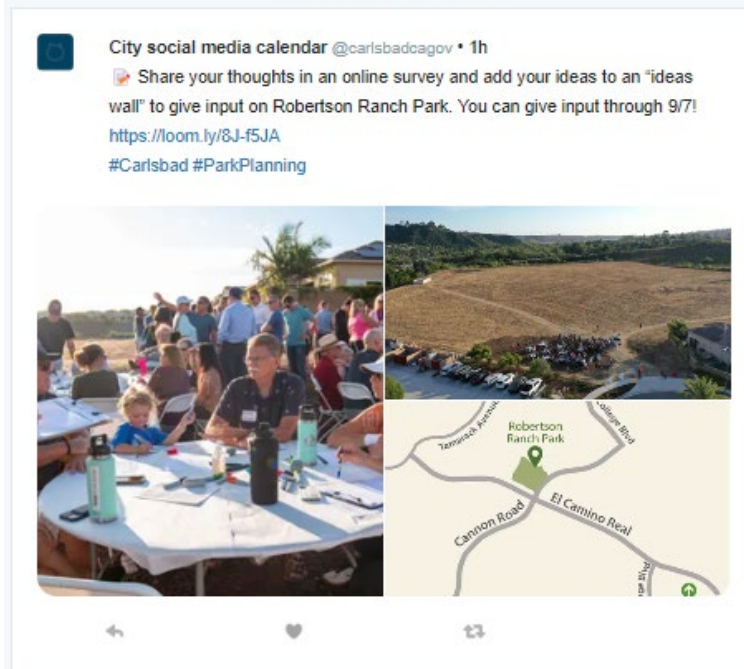 City social media calendar @carlsbadcagov • 1h
📝 Share your thoughts in an online survey and add your ideas to an “ideas
wall” to give input on Robertson Ranch Park. You can give input through 9/7!
https://loom.ly/8J-f5JA
#Carlsbad #ParkPlanning
Tamarack Avenue
College Blvd
Robertson
Ranch Park
Cannon Road
El Camino Real